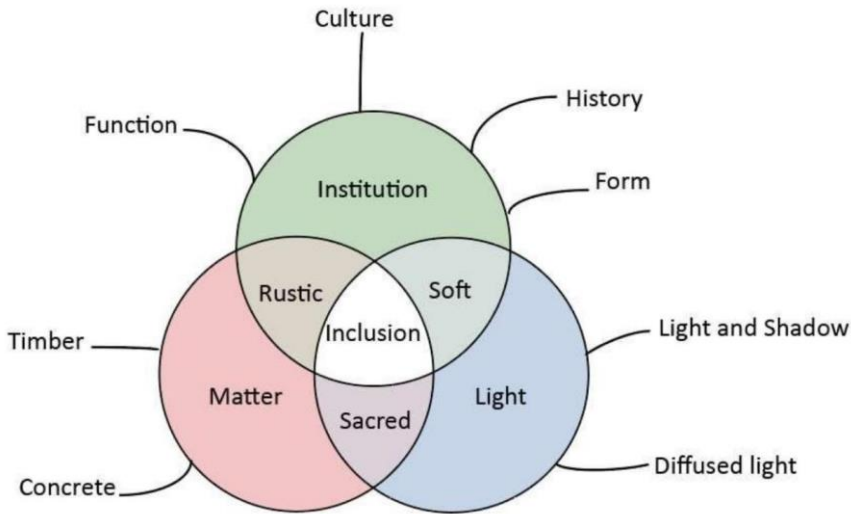 Culture
History
Function
Form
Institution
Rustic
Soft
Inclusion
Timber
Light and Shadow
Matter
Light
Sacred
Diffused light
Concrete